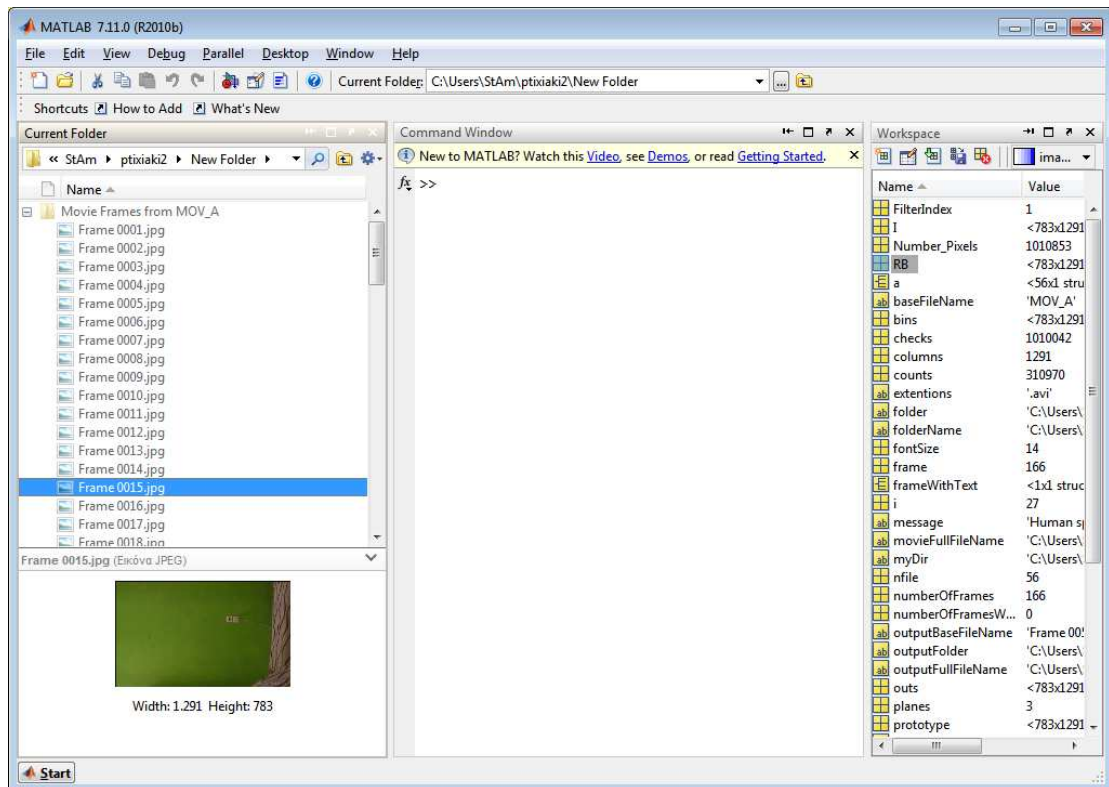 MATLAB 7.11.0 (R2010b)
File Edit View Debug Parallel Desktop Window Help
Current Folder: C:\Users\StAm\ptixiaki2\New Folder
Shortcuts How to Add What's New
Current Folder
« StAm ptixiaki2 New Folder
Name
Movie Frames from MOV_A
Frame 0001.jpg
Frame 0002.jpg
Frame 0003.jpg
Frame 0004.jpg
Frame 0005.jpg
Frame 0006.jpg
Frame 0007.jpg
Frame 0008.jpg
Frame 0009.jpg
Frame 0010.jpg
Frame 0011.jpg
Frame 0012.jpg
Frame 0013.jpg
Frame 0014.jpg
Frame 0015.jpg
Frame 0016.jpg
Frame 0017.jpg
Frame 0018.jpg
Frame 0015.jpg (Εικόνα JPEG)
Width: 1.291 Height: 783
Command Window
New to MATLAB? Watch this Video, see Demos, or read Getting Started.
fx >>
Workspace
ima...
Name Value
FilterIndex 1
I <783x1291
Number_Pixels 1010853
RB <783x1291
a <56x1 stru
baseFileName 'MOV_A'
bins <783x1291
checks 1010042
columns 1291
counts 310970
extentions '.avi'
folder 'C:\Users\
folderName 'C:\Users\
fontSize 14
frame 166
frameWithText <1x1 struc
i 27
message 'Human sp
movieFullFileName 'C:\Users\
myDir 'C:\Users\
nfile 56
numberOfFrames 166
numberOfFramesW... 0
outputBaseFileName 'Frame 00
outputFolder 'C:\Users\
outputFullFileName 'C:\Users\
outs <783x1291
planes 3
prototype <783x1291
Start